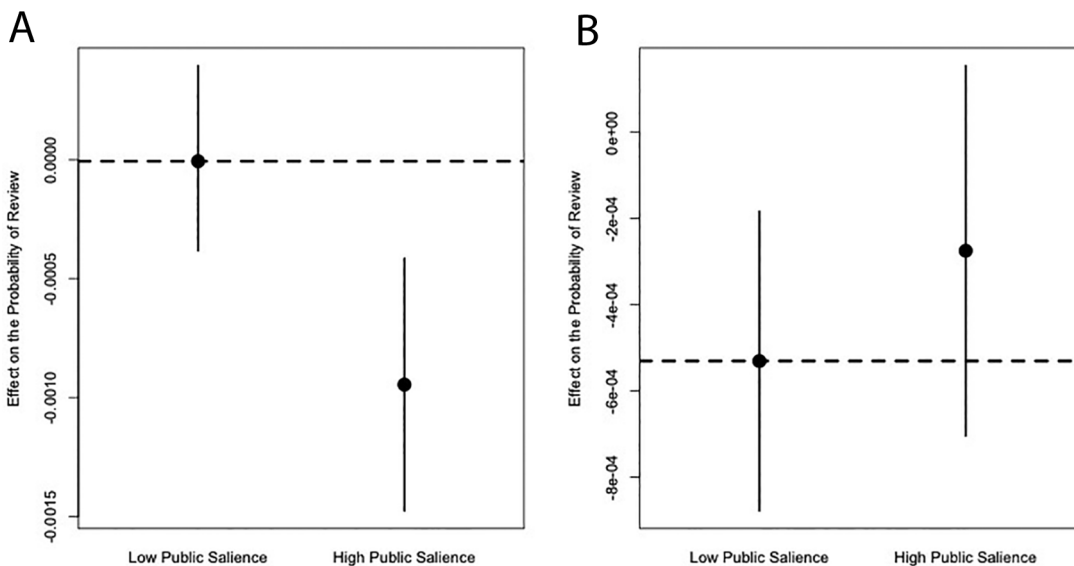 A
Effect on the Probability of Review
0.0000
-0.0005
-0.0010
-0.0015
Low Public Salience
High Public Salience
B
Effect on the Probability of Review
0e+00
-2e-04
-4e-04
-6e-04
-8e-04
Low Public Salience
High Public Salience